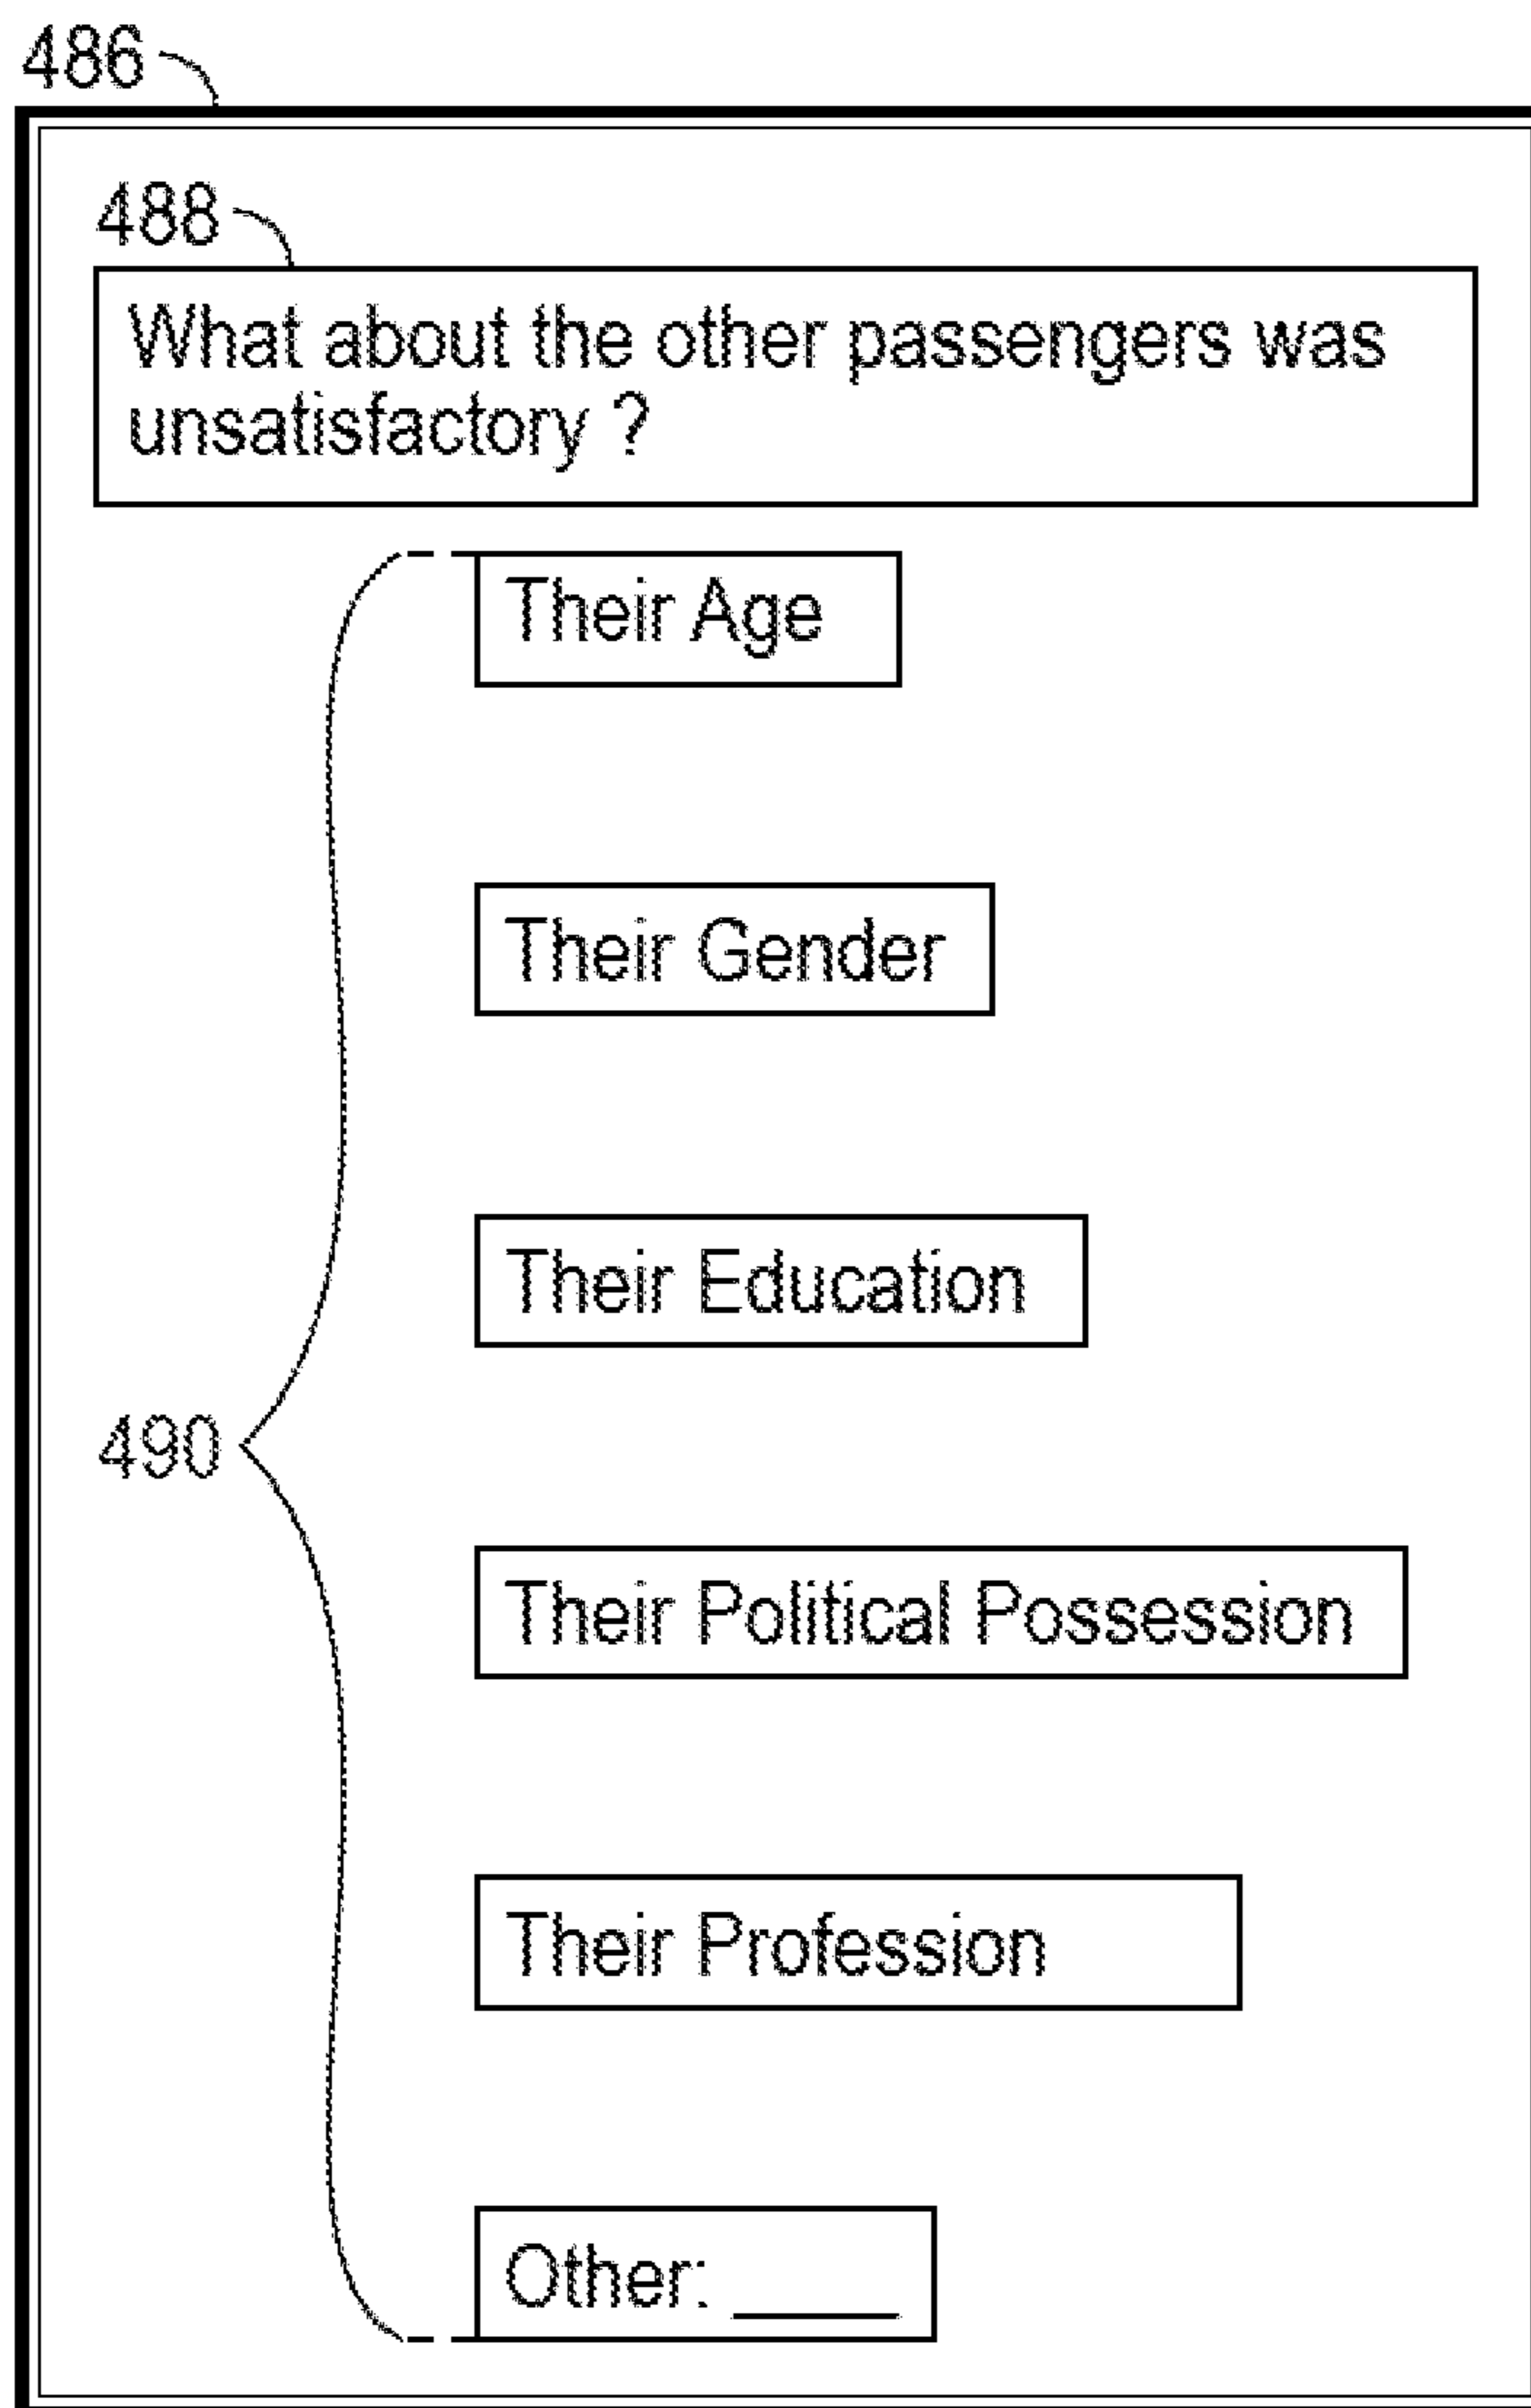 486
488
What about the other passengers was
unsatisfactory ?
Their Age
Their Gender
Their Education
490
Their Political Possession
Their Profession
Other: ______